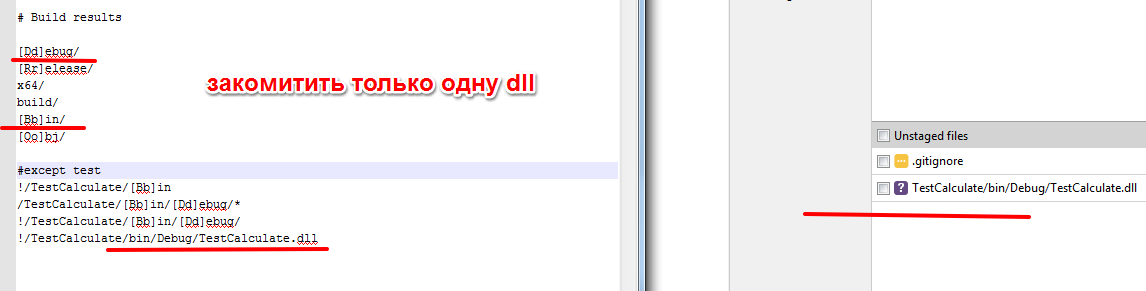 # Build results
[Dd]ebug/
[Rr]elease/
x64/
build/
[Bb]in/
[Oo]bj/
#except test
!/TestCalculate/[Bb]in
/TestCalculate/[Bb]in/[Dd]ebug/*
!/TestCalculate/[Bb]in/[Dd]ebug/
!/TestCalculate/bin/Debug/TestCalculate.dll
закомитить только одну dll
Unstaged files
.gitignore
? TestCalculate/bin/Debug/TestCalculate.dll